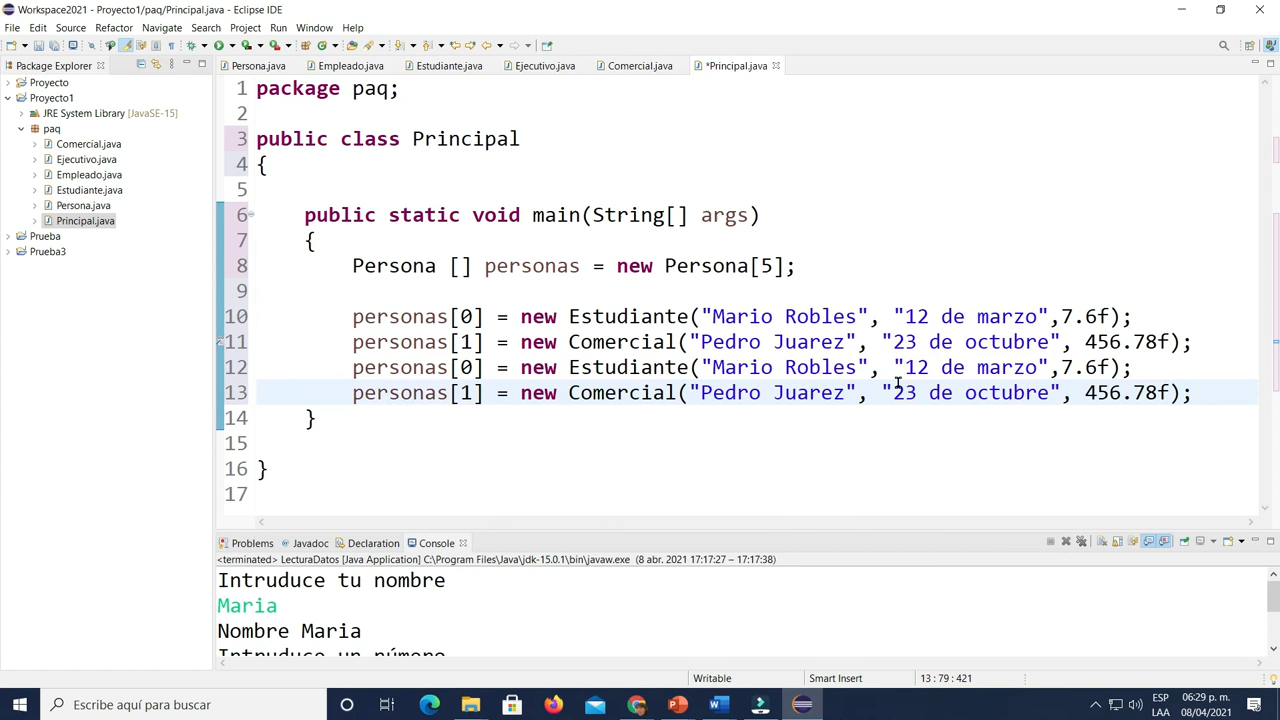 Workspace2021 - Proyecto1/paq/Principal.java - Eclipse IDE
File Edit Source Refactor Navigate Search Project Run Window Help
Package Explorer
Persona.java Empleado.java Estudiante.java Ejecutivo.java Comercial.java *Principal.java
Proyecto
Proyecto1
JRE System Library [JavaSE-15]
paq
Comercial.java
Ejecutivo.java
Empleado.java
Estudiante.java
Persona.java
Principal.java
Prueba
Prueba3
1 package paq;
2
3 public class Principal
4 {
5
6 public static void main(String[] args)
7 {
8 Persona [] personas = new Persona[5];
9
10 personas[0] = new Estudiante("Mario Robles", "12 de marzo",7.6f);
11 personas[1] = new Comercial("Pedro Juarez", "23 de octubre", 456.78f);
12 personas[0] = new Estudiante("Mario Robles", "12 de marzo",7.6f);
13 personas[1] = new Comercial("Pedro Juarez", "23 de octubre", 456.78f);
14 }
15
16 }
17
Problems Javadoc Declaration Console
<terminated> LecturaDatos [Java Application] C:\Program Files\Java\jdk-15.0.1\bin\javaw.exe (8 abr. 2021 17:17:27 – 17:17:38)
Intruduce tu nombre
Maria
Nombre Maria
Intruduce un número
Writable Smart Insert 13 : 79 : 421
Escribe aquí para buscar
ESP 06:29 p. m.
LAA 08/04/2021